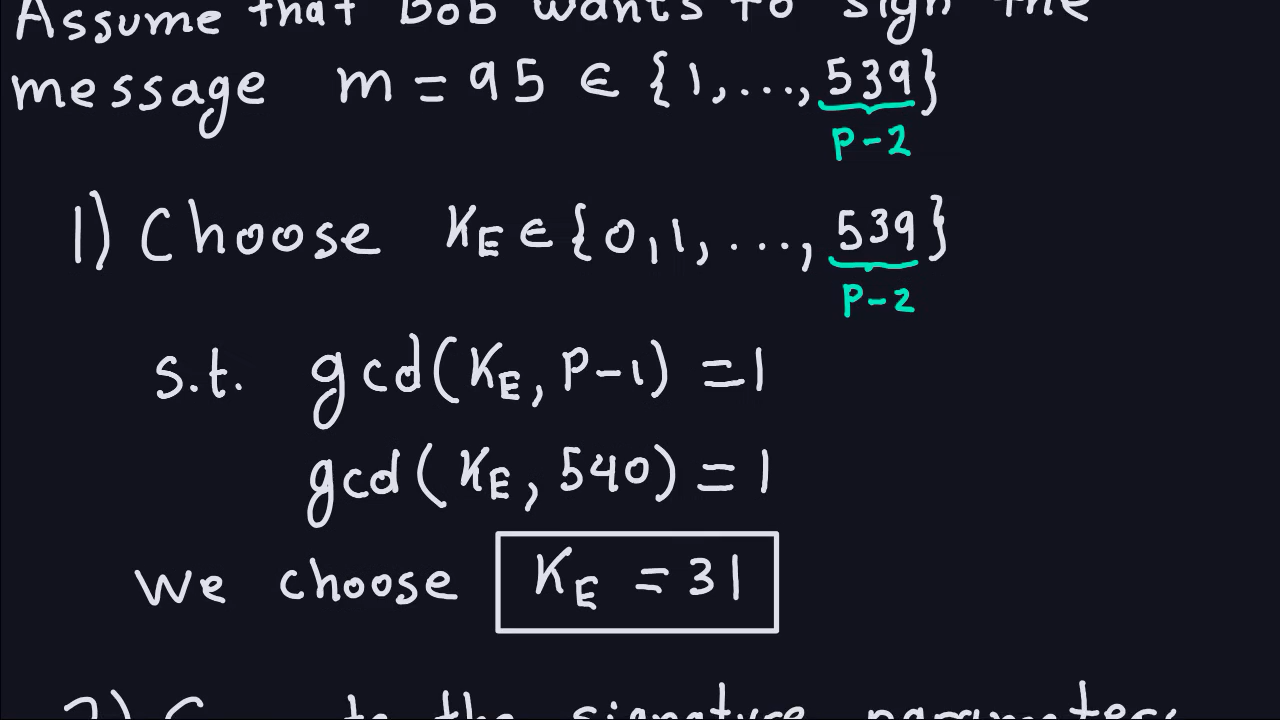 Assume that Bob wants to sign the
message m = 95 ∈ {1,...,539}
P-2
1) Choose K_E ∈ {0,1,...,539}
P-2
s.t. gcd(K_E, P-1) = 1
gcd(K_E, 540) = 1
we choose K_E = 31
2) to the signature parameters